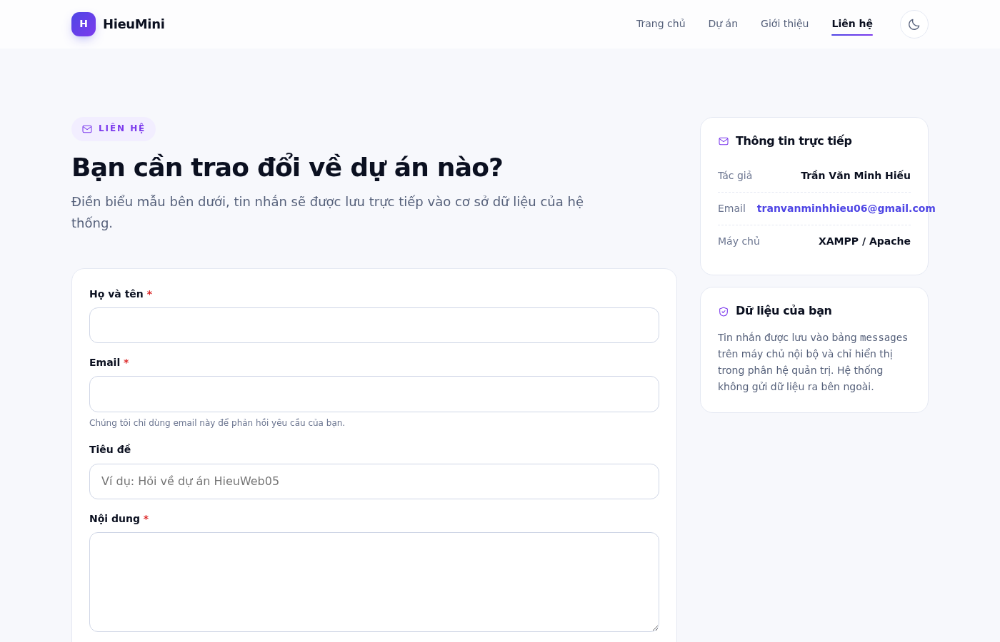 H HieuMini
Trang chủ Dự án Giới thiệu Liên hệ
LIÊN HỆ
Bạn cần trao đổi về dự án nào?
Điền biểu mẫu bên dưới, tin nhắn sẽ được lưu trực tiếp vào cơ sở dữ liệu của hệ
thống.
Họ và tên *
Email *
Chúng tôi chỉ dùng email này để phản hồi yêu cầu của bạn.
Tiêu đề
Ví dụ: Hỏi về dự án HieuWeb05
Nội dung *
Thông tin trực tiếp
Tác giả Trần Văn Minh Hiếu
Email tranvanminhhieu06@gmail.com
Máy chủ XAMPP / Apache
Dữ liệu của bạn
Tin nhắn được lưu vào bảng messages
trên máy chủ nội bộ và chỉ hiển thị
trong phân hệ quản trị. Hệ thống
không gửi dữ liệu ra bên ngoài.